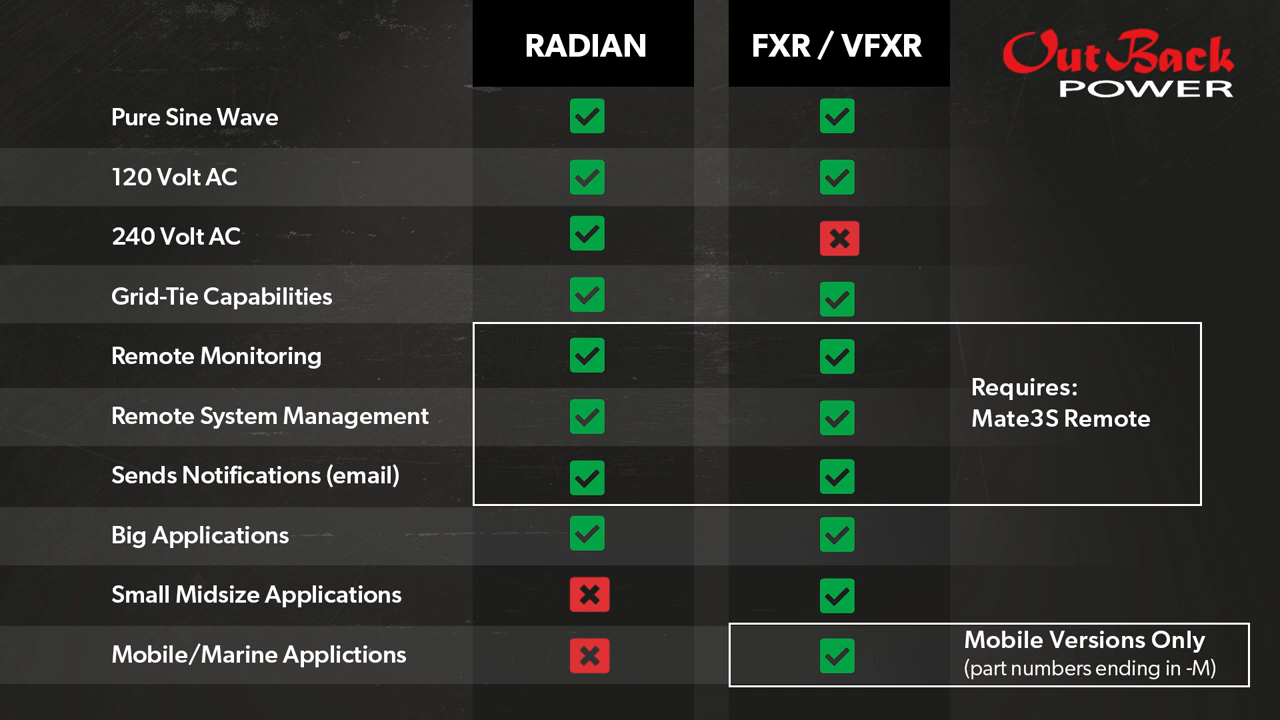 RADIAN
FXR / VFXR
OutBack
POWER
Pure Sine Wave
120 Volt AC
240 Volt AC
Grid-Tie Capabilities
Remote Monitoring
Remote System Management
Sends Notifications (email)
Requires:
Mate3S Remote
Big Applications
Small Midsize Applications
Mobile/Marine Applictions
Mobile Versions Only
(part numbers ending in -M)